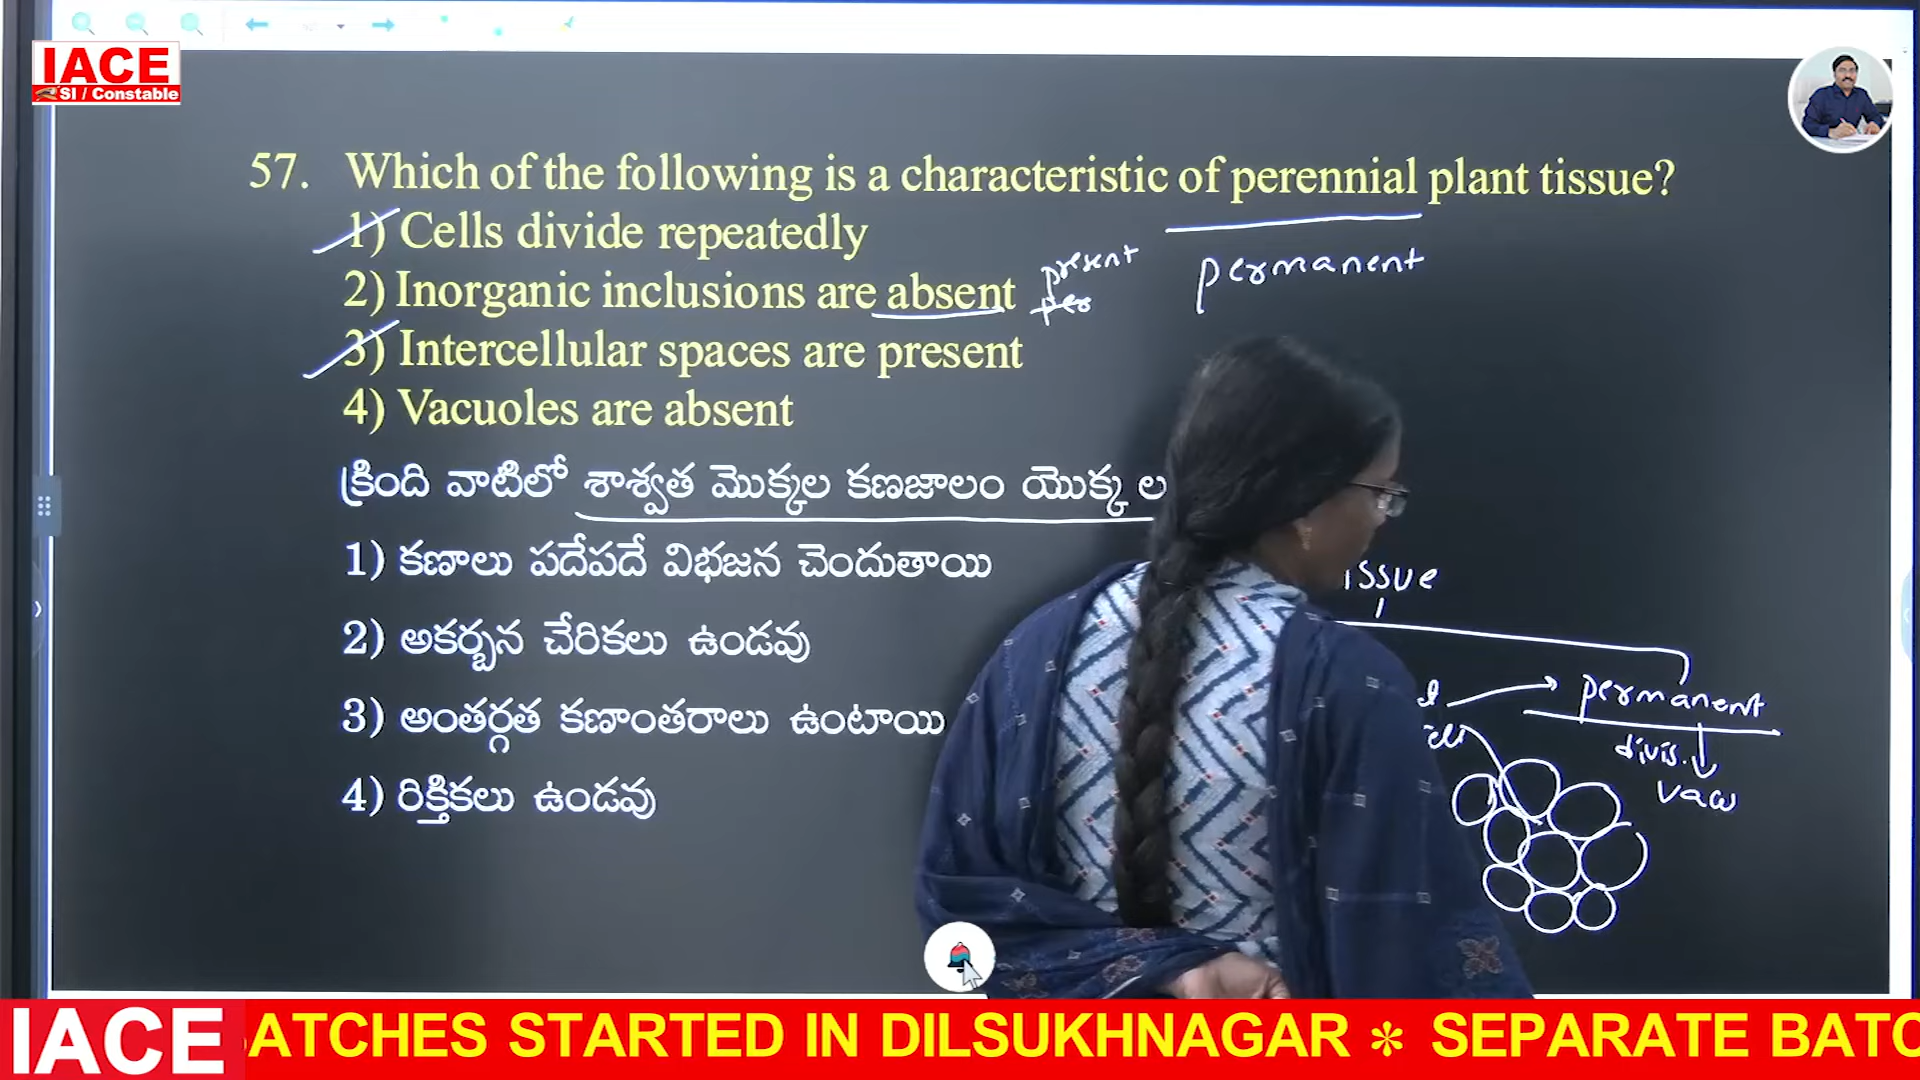 IACE
SI / Constable
57. Which of the following is a characteristic of perennial plant tissue?
1) Cells divide repeatedly
present
permanent
2) Inorganic inclusions are absent
3) Intercellular spaces are present
4) Vacuoles are absent
క్రింది వాటిలో శాశ్వత మొక్కల కణజాలం యొక్క ల
1) కణాలు పదేపదే విభజన చెందుతాయి
issue
2) అకర్బన చేరికలు ఉండవు
permanent
3) అంతర్గత కణాంతరాలు ఉంటాయి
divis.
4) రిక్తికలు ఉండవు
IACE
ATCHES STARTED IN DILSUKHNAGAR * SEPARATE BATC